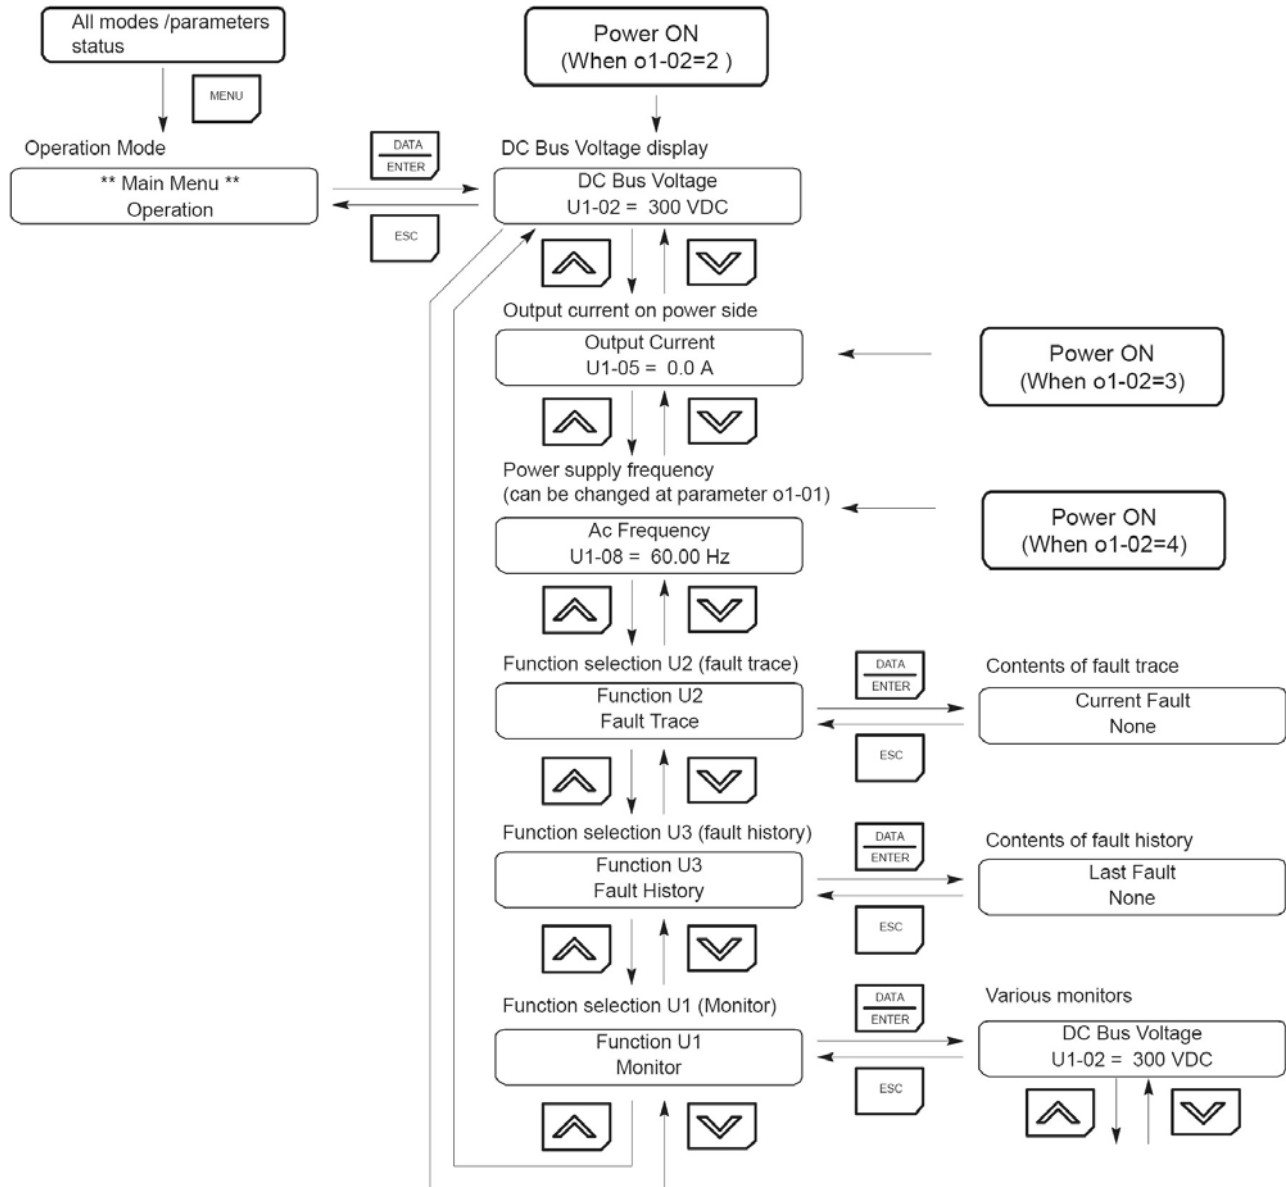 All modes /parameters
status
Power ON
(When o1-02=2 )
MENU
Operation Mode
DATA
ENTER
DC Bus Voltage display
** Main Menu **
Operation
DC Bus Voltage
U1-02 = 300 VDC
ESC
Output current on power side
Output Current
U1-05 = 0.0 A
Power ON
(When o1-02=3)
Power supply frequency
(can be changed at parameter o1-01)
Ac Frequency
U1-08 = 60.00 Hz
Power ON
(When o1-02=4)
Function selection U2 (fault trace)
DATA
ENTER
Contents of fault trace
Function U2
Fault Trace
Current Fault
None
ESC
Function selection U3 (fault history)
DATA
ENTER
Contents of fault history
Function U3
Fault History
Last Fault
None
ESC
Function selection U1 (Monitor)
DATA
ENTER
Various monitors
Function U1
Monitor
DC Bus Voltage
U1-02 = 300 VDC
ESC